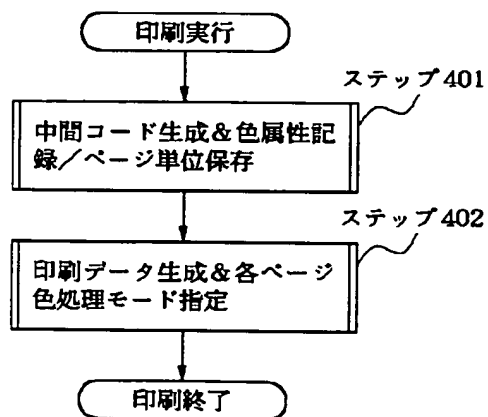 印刷実行
ステップ401
中間コード生成&色属性記
録/ページ単位保存
ステップ402
印刷データ生成&各ページ
色処理モード指定
印刷終了